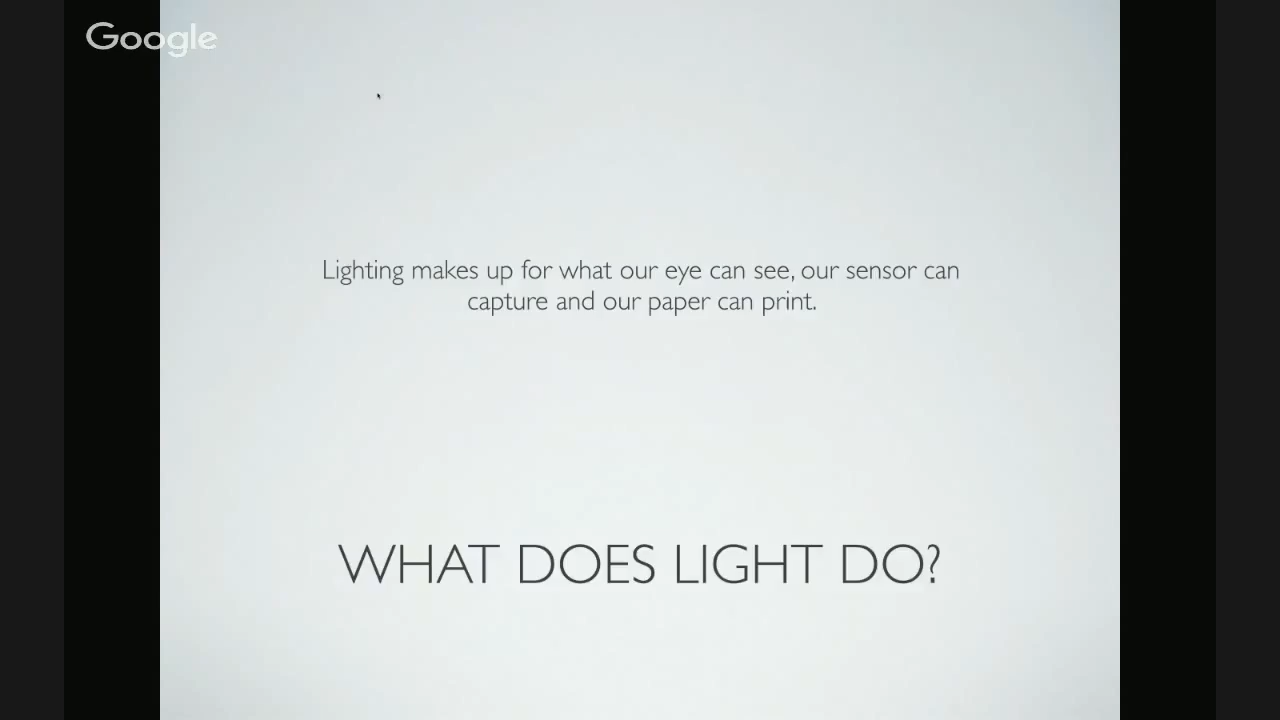 Google
Lighting makes up for what our eye can see, our sensor can
capture and our paper can print.
WHAT DOES LIGHT DO?